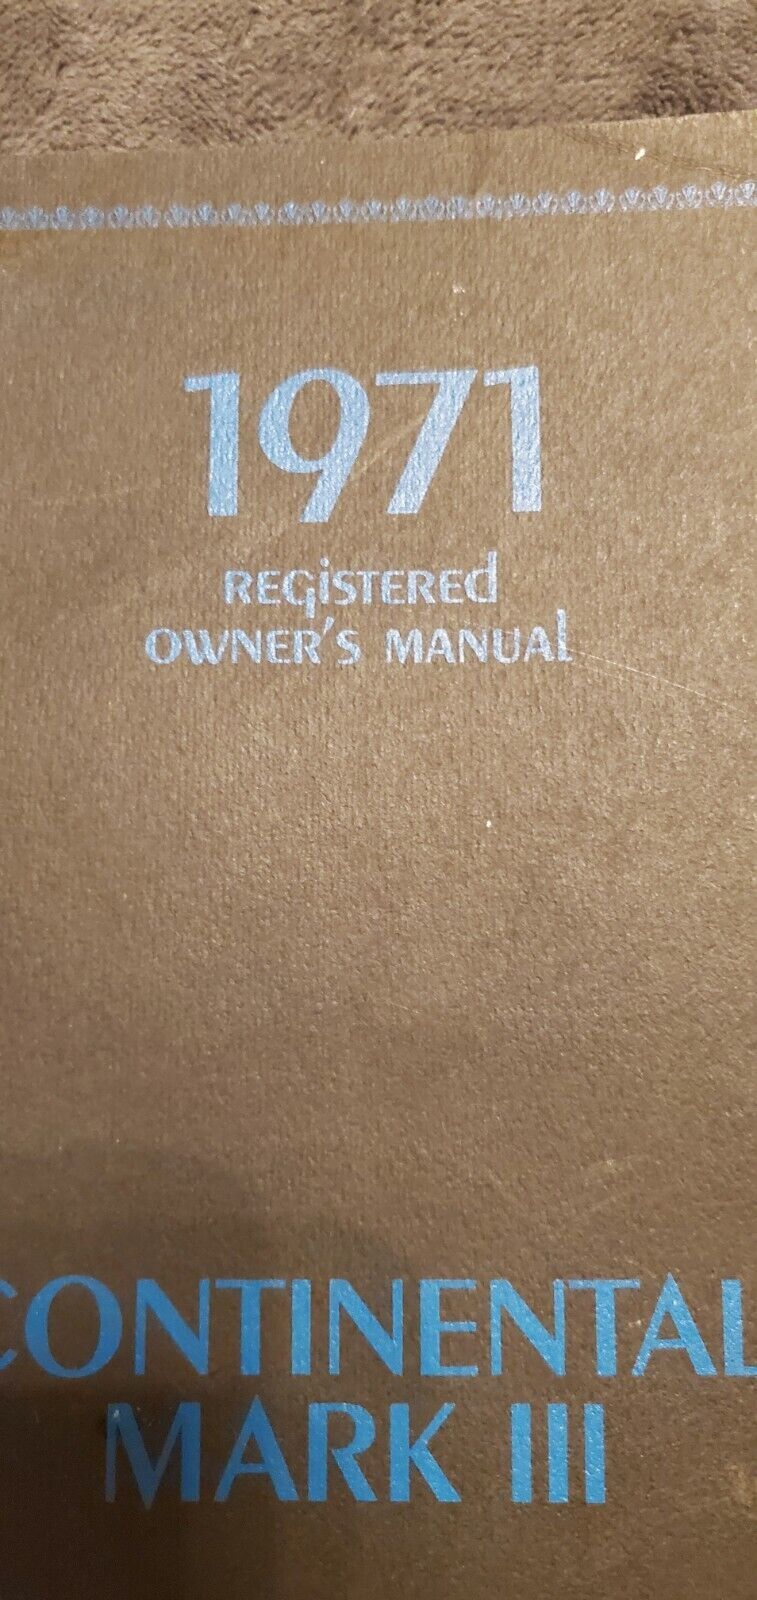 1971
REGiSTEREd
OWNER'S MANUAl
CONTINENTAL
MARK III